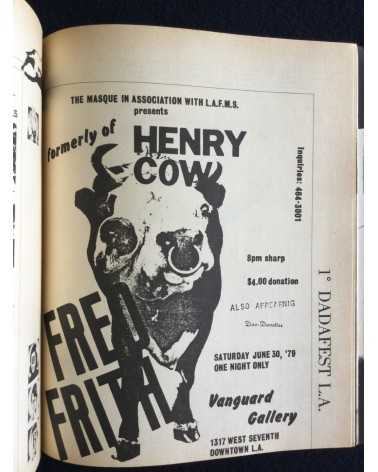 THE MASQUE IN ASSOCIATION WITH L.A.F.M.S.
presents
formerly of
HENRY
COW
Inquiries: 464-3001
8pm sharp
$4.00 donation
ALSO APPEARING
FRED
FRITH
SATURDAY JUNE 30, '79
ONE NIGHT ONLY
Vanguard
Gallery
1317 WEST SEVENTH
DOWNTOWN L.A.
1° DADAFEST L.A.